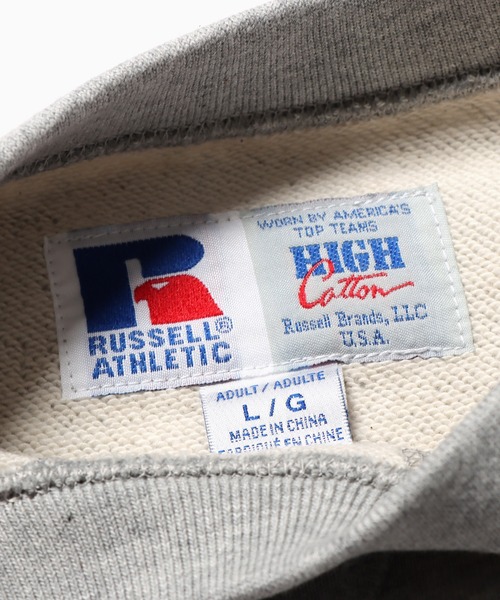 RUSSELL®
ATHLETIC
WORN BY AMERICA'S
TOP TEAMS
HIGH
Cotton
Russell Brands, LLC
U.S.A.
ADULT / ADULTE
L / G
MADE IN CHINA
FABRIQUÉ EN CHINE